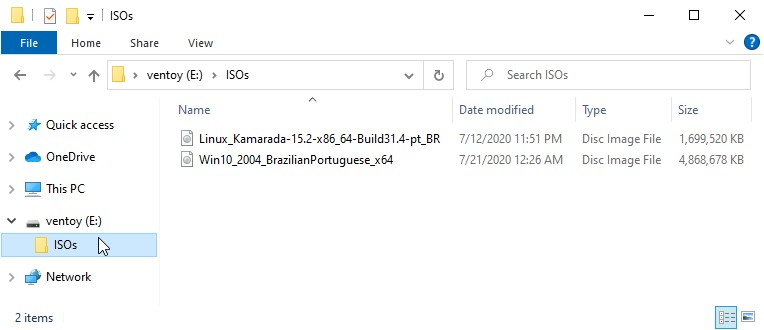 ISOs
File Home Share View
ventoy (E:) > ISOs
Search ISOs
Name Date modified Type Size
Quick access
Linux_Kamarada-15.2-x86_64-Build31.4-pt_BR 7/12/2020 11:51 PM Disc Image File 1,699,520 KB
Win10_2004_BrazilianPortuguese_x64 7/21/2020 12:26 AM Disc Image File 4,868,678 KB
OneDrive
This PC
ventoy (E:)
ISOs
Network
2 items